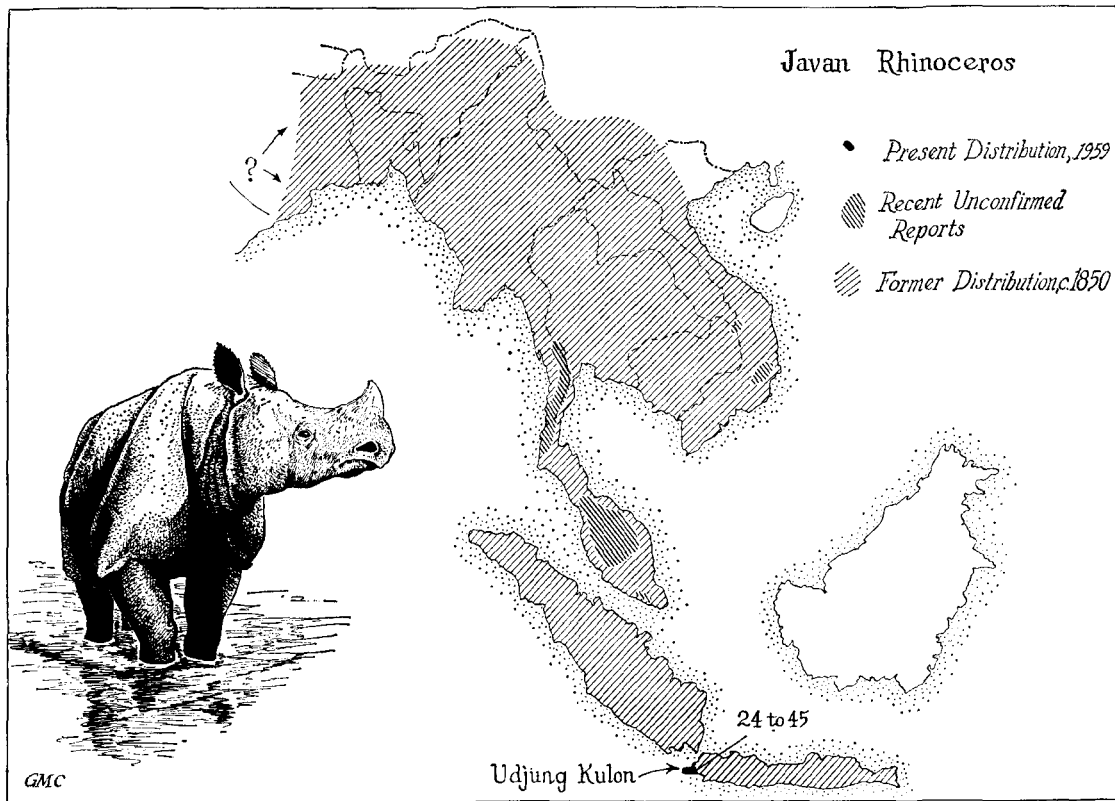 Javan Rhinoceros
Present Distribution, 1959
Recent Unconfirmed
Reports
Former Distribution, c.1850
?
24 to 45
Udjung Kulon
GMC